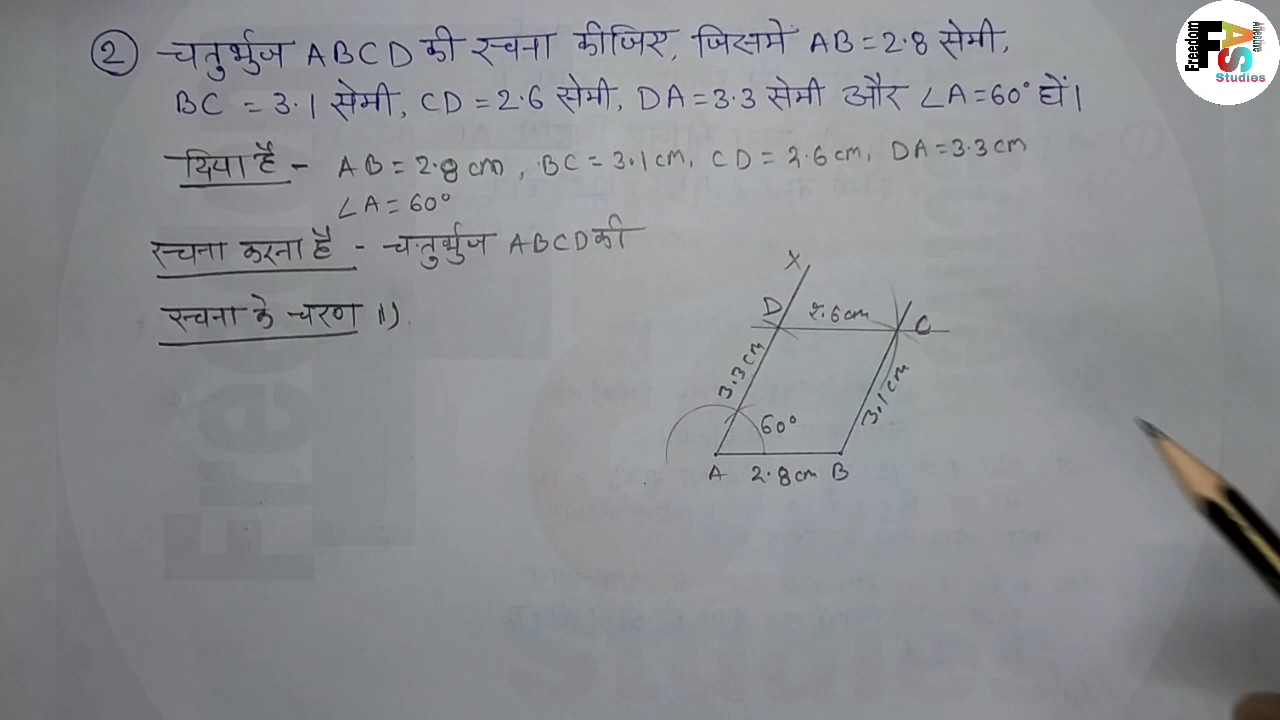 ② चतुर्भुज ABCD की रचना कीजिए, जिसमें AB = 2.8 सेमी,
BC = 3.1 सेमी, CD = 2.6 सेमी, DA = 3.3 सेमी और ∠A = 60° हों।
दिया है - AB = 2.8 cm, BC = 3.1 cm, CD = 2.6 cm, DA = 3.3 cm
∠A = 60°
रचना करना है - चतुर्भुज ABCD की
रचना के चरण 1)
X
D 2.6 cm C
3.3 cm
3.1 cm
60°
A 2.8 cm B
Freedom
FAS
Studies